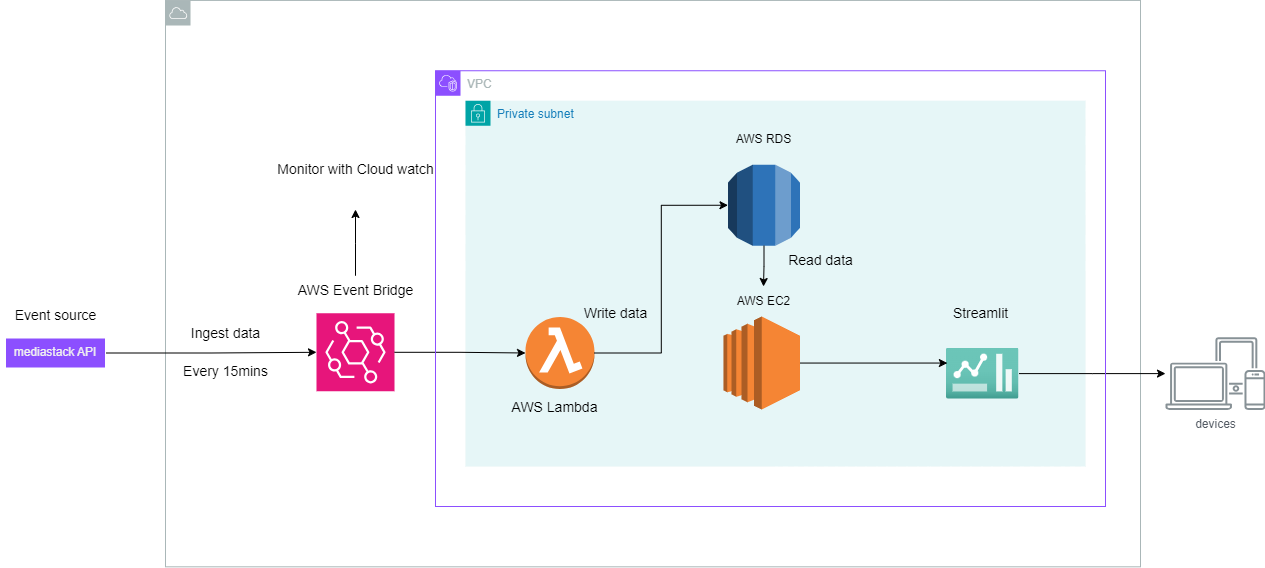 VPC
Private subnet
AWS RDS
Monitor with Cloud watch
Read data
AWS Event Bridge
AWS EC2
Event source
Write data
Streamlit
Ingest data
mediastack API
Every 15mins
AWS Lambda
devices